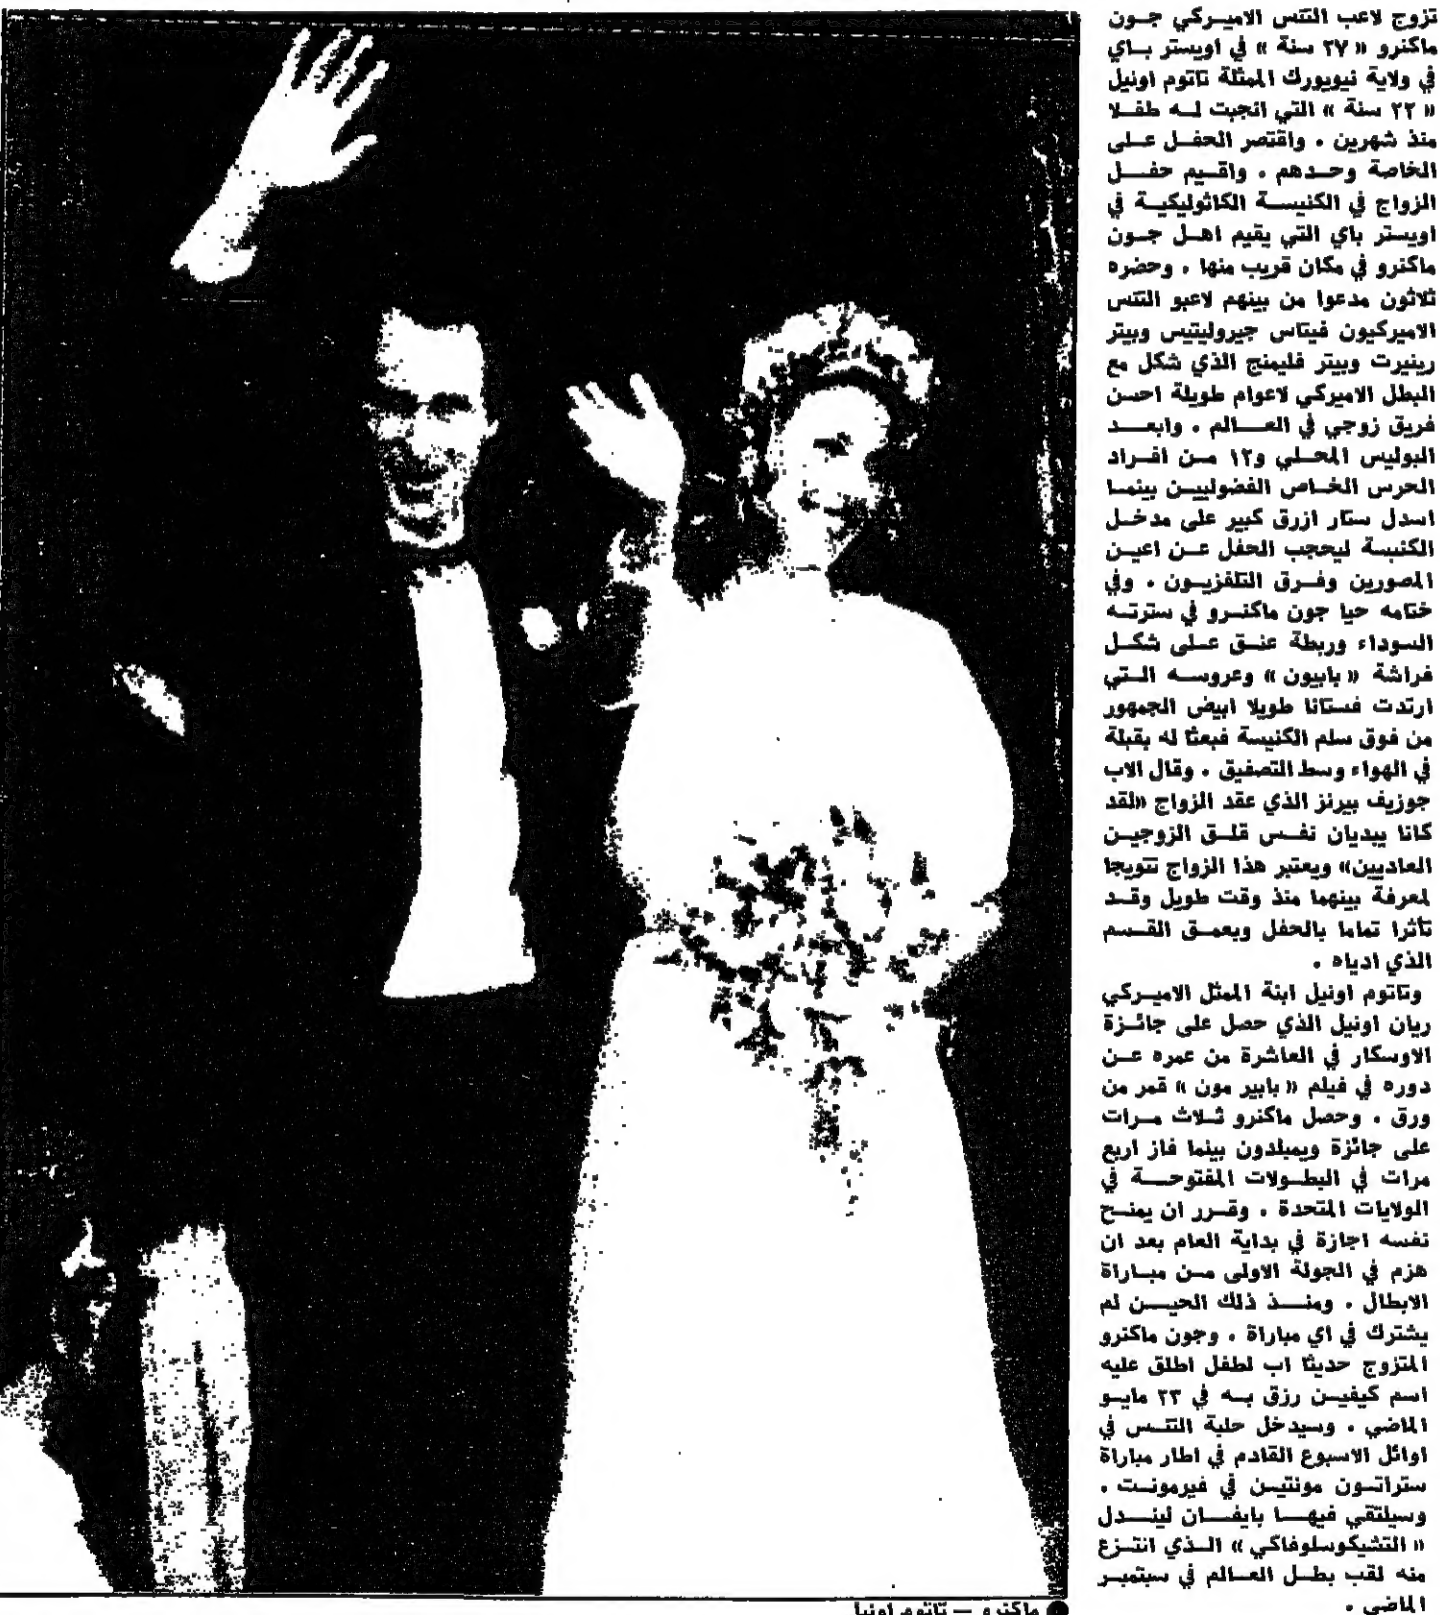 تزوج لاعب التنس الاميركي جون
ماكنرو « ٢٧ سنة » في اويستر باي
في ولاية نيويورك الممثلة تاتوم اونيل
« ٢٢ سنة » التي انجبت له طفلا
منذ شهرين . واقتصر الحفل على
الخاصة وحدهم . واقيم حفل
الزواج في الكنيسة الكاثوليكية في
اويستر باي التي يقيم اهل جون
ماكنرو في مكان قريب منها . وحضره
ثلاثون مدعوا من بينهم لاعبو التنس
الاميركيون فيتاس جيروليتيس وبيتر
رينيرت وبيتر فليمنج الذي شكل مع
البطل الاميركي لاعوام طويلة احسن
فريق زوجي في العالم . وابعد
البوليس المحلي و١٢ من افراد
الحرس الخاص الفضوليين بينما
اسدل ستار ازرق كبير على مدخل
الكنيسة ليحجب الحفل عن اعين
المصورين وفرق التلفزيون . وفي
ختامه حيا جون ماكنرو في سترته
السوداء وربطة عنق على شكل
فراشة « بابيون » وعروسه التي
ارتدت فستانا طويلا ابيض الجمهور
من فوق سلم الكنيسة فبعثا له بقبلة
في الهواء وسط التصفيق . وقال الاب
جوزيف بيرنز الذي عقد الزواج «لقد
كانا يبديان نفس قلق الزوجين
العاديين» ويعتبر هذا الزواج تتويجا
لمعرفة بينهما منذ وقت طويل وقد
تأثرا تماما بالحفل وبعمق القسم
الذي ادياه .
وتاتوم اونيل ابنة الممثل الاميركي
ريان اونيل الذي حصل على جائزة
الاوسكار في العاشرة من عمره عن
دوره في فيلم « بابير مون » قمر من
ورق . وحصل ماكنرو ثلاث مرات
على جائزة ويمبلدون بينما فاز اربع
مرات في البطولات المفتوحة في
الولايات المتحدة . وقرر ان يمنح
نفسه اجازة في بداية العام بعد ان
هزم في الجولة الاولى من مباراة
الابطال . ومنذ ذلك الحين لم
يشترك في اي مباراة . وجون ماكنرو
المتزوج حديثا اب لطفل اطلق عليه
اسم كيفين رزق به في ٢٣ مايو
الماضي . وسيدخل حلبة التنس في
اوائل الاسبوع القادم في اطار مباراة
ستراتون مونتين في فيرمونت .
وسيلتقي فيها بايفان ليندل
« التشيكوسلوفاكي » الذي انتزع
منه لقب بطل العالم في سبتمبر
الماضي .
ماكنرو — تاتوم اونيل